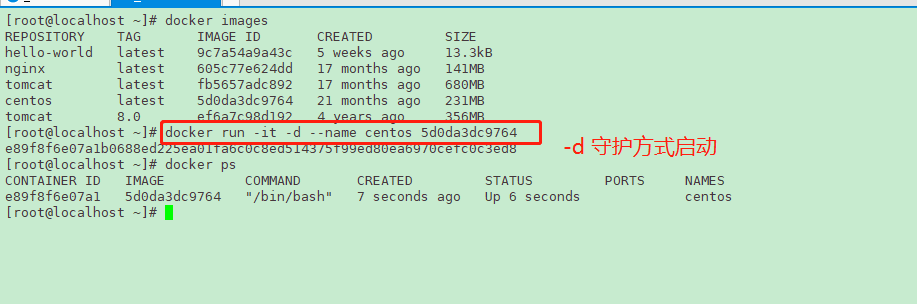 [root@localhost ~]# docker images
REPOSITORY TAG IMAGE ID CREATED SIZE
hello-world latest 9c7a54a9a43c 5 weeks ago 13.3kB
nginx latest 605c77e624dd 17 months ago 141MB
tomcat latest fb5657adc892 17 months ago 680MB
centos latest 5d0da3dc9764 21 months ago 231MB
tomcat 8.0 ef6a7c98d192 4 years ago 356MB
[root@localhost ~]# docker run -it -d --name centos 5d0da3dc9764
e89f8f6e07a1b0688ed225ea01fa6c0c8ed514375f99ed80ea6970cefc0c3ed8
-d 守护方式启动
[root@localhost ~]# docker ps
CONTAINER ID IMAGE COMMAND CREATED STATUS PORTS NAMES
e89f8f6e07a1 5d0da3dc9764 "/bin/bash" 7 seconds ago Up 6 seconds centos
[root@localhost ~]#